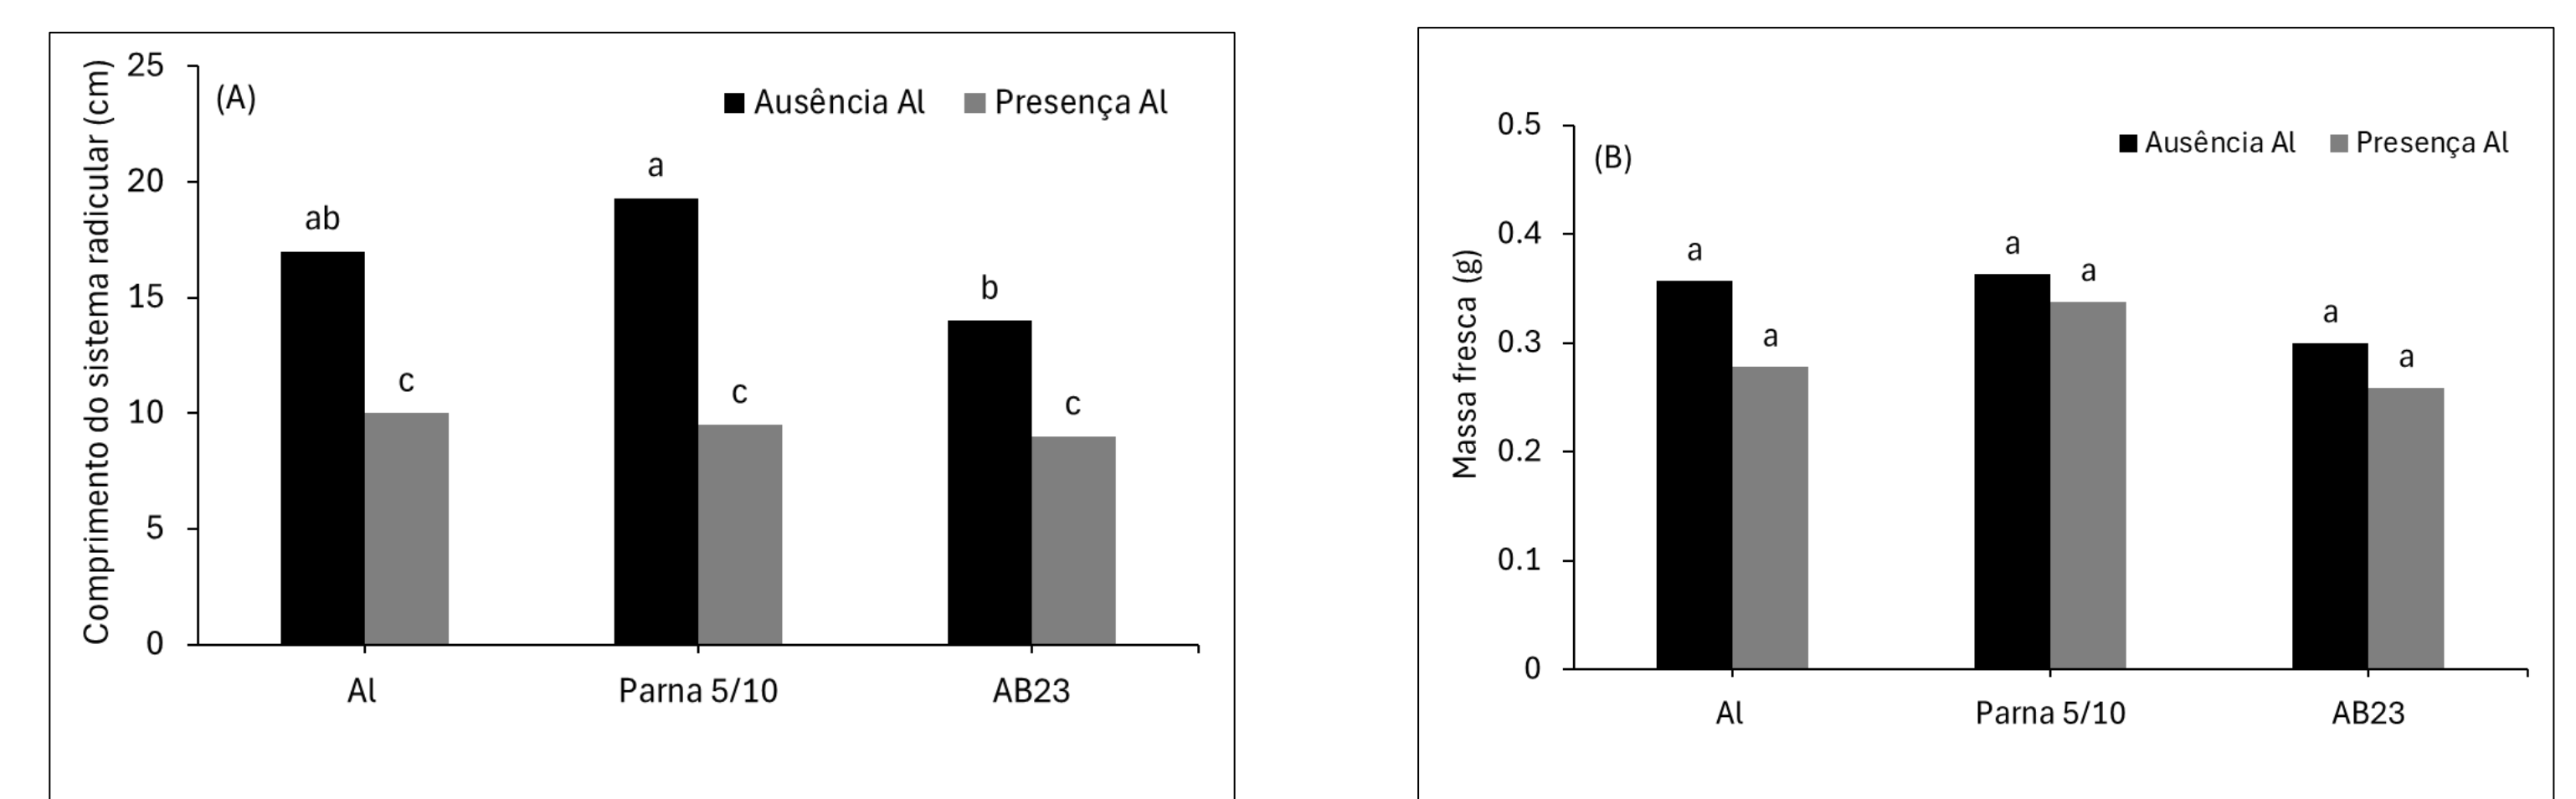 Comprimento do sistema radicular (cm)
25
20
15
10
5
0
(A)
Ausência Al
Presença Al
ab
c
a
c
b
c
Al
Parna 5/10
AB23
Massa fresca (g)
0.5
0.4
0.3
0.2
0.1
0
(B)
Ausência Al
Presença Al
a
a
a
a
a
a
Al
Parna 5/10
AB23